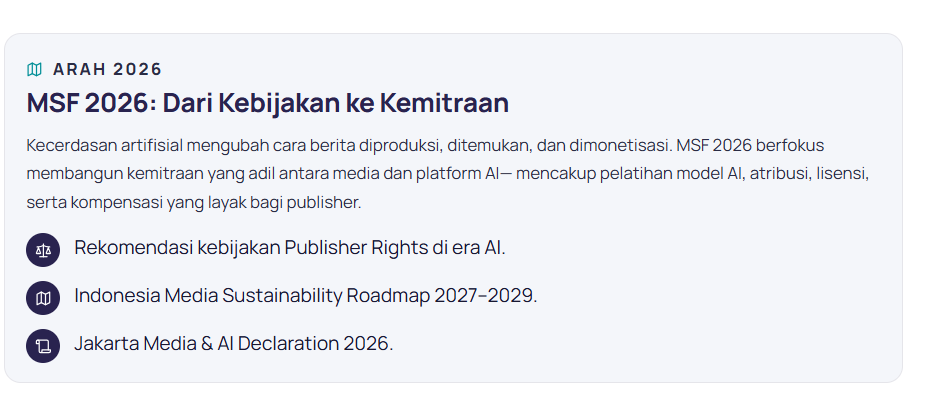 ARAH 2026
MSF 2026: Dari Kebijakan ke Kemitraan
Kecerdasan artifisial mengubah cara berita diproduksi, ditemukan, dan dimonetisasi. MSF 2026 berfokus
membangun kemitraan yang adil antara media dan platform AI— mencakup pelatihan model AI, atribusi, lisensi,
serta kompensasi yang layak bagi publisher.
Rekomendasi kebijakan Publisher Rights di era AI.
Indonesia Media Sustainability Roadmap 2027–2029.
Jakarta Media & AI Declaration 2026.